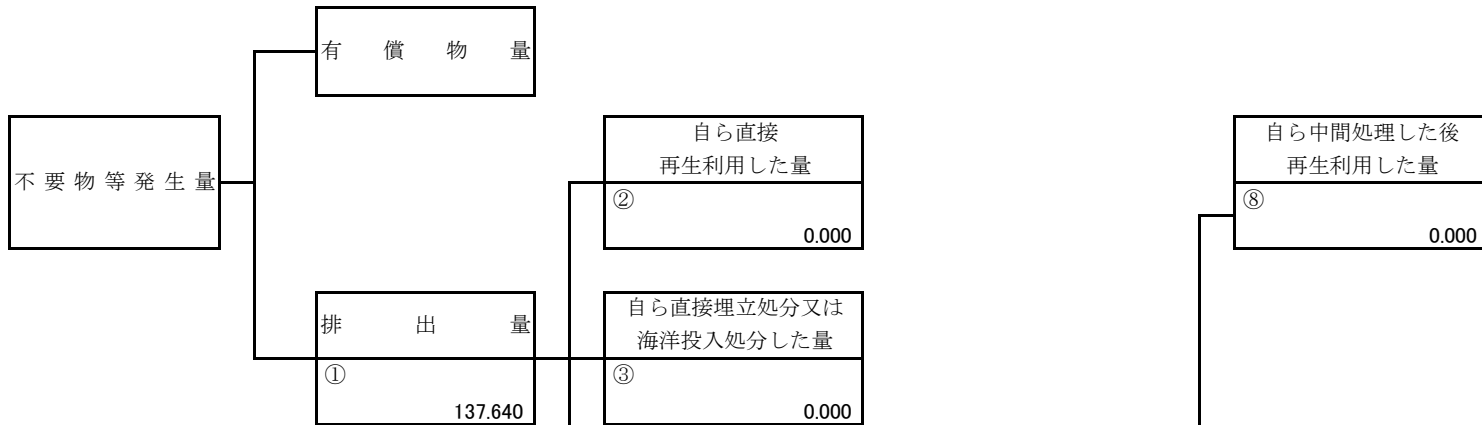 有償物量
自ら直接
再生利用した量
②
0.000
自ら中間処理した後
再生利用した量
⑧
0.000
不要物等発生量
排出量
①
137.640
自ら直接埋立処分又は
海洋投入処分した量
③
0.000